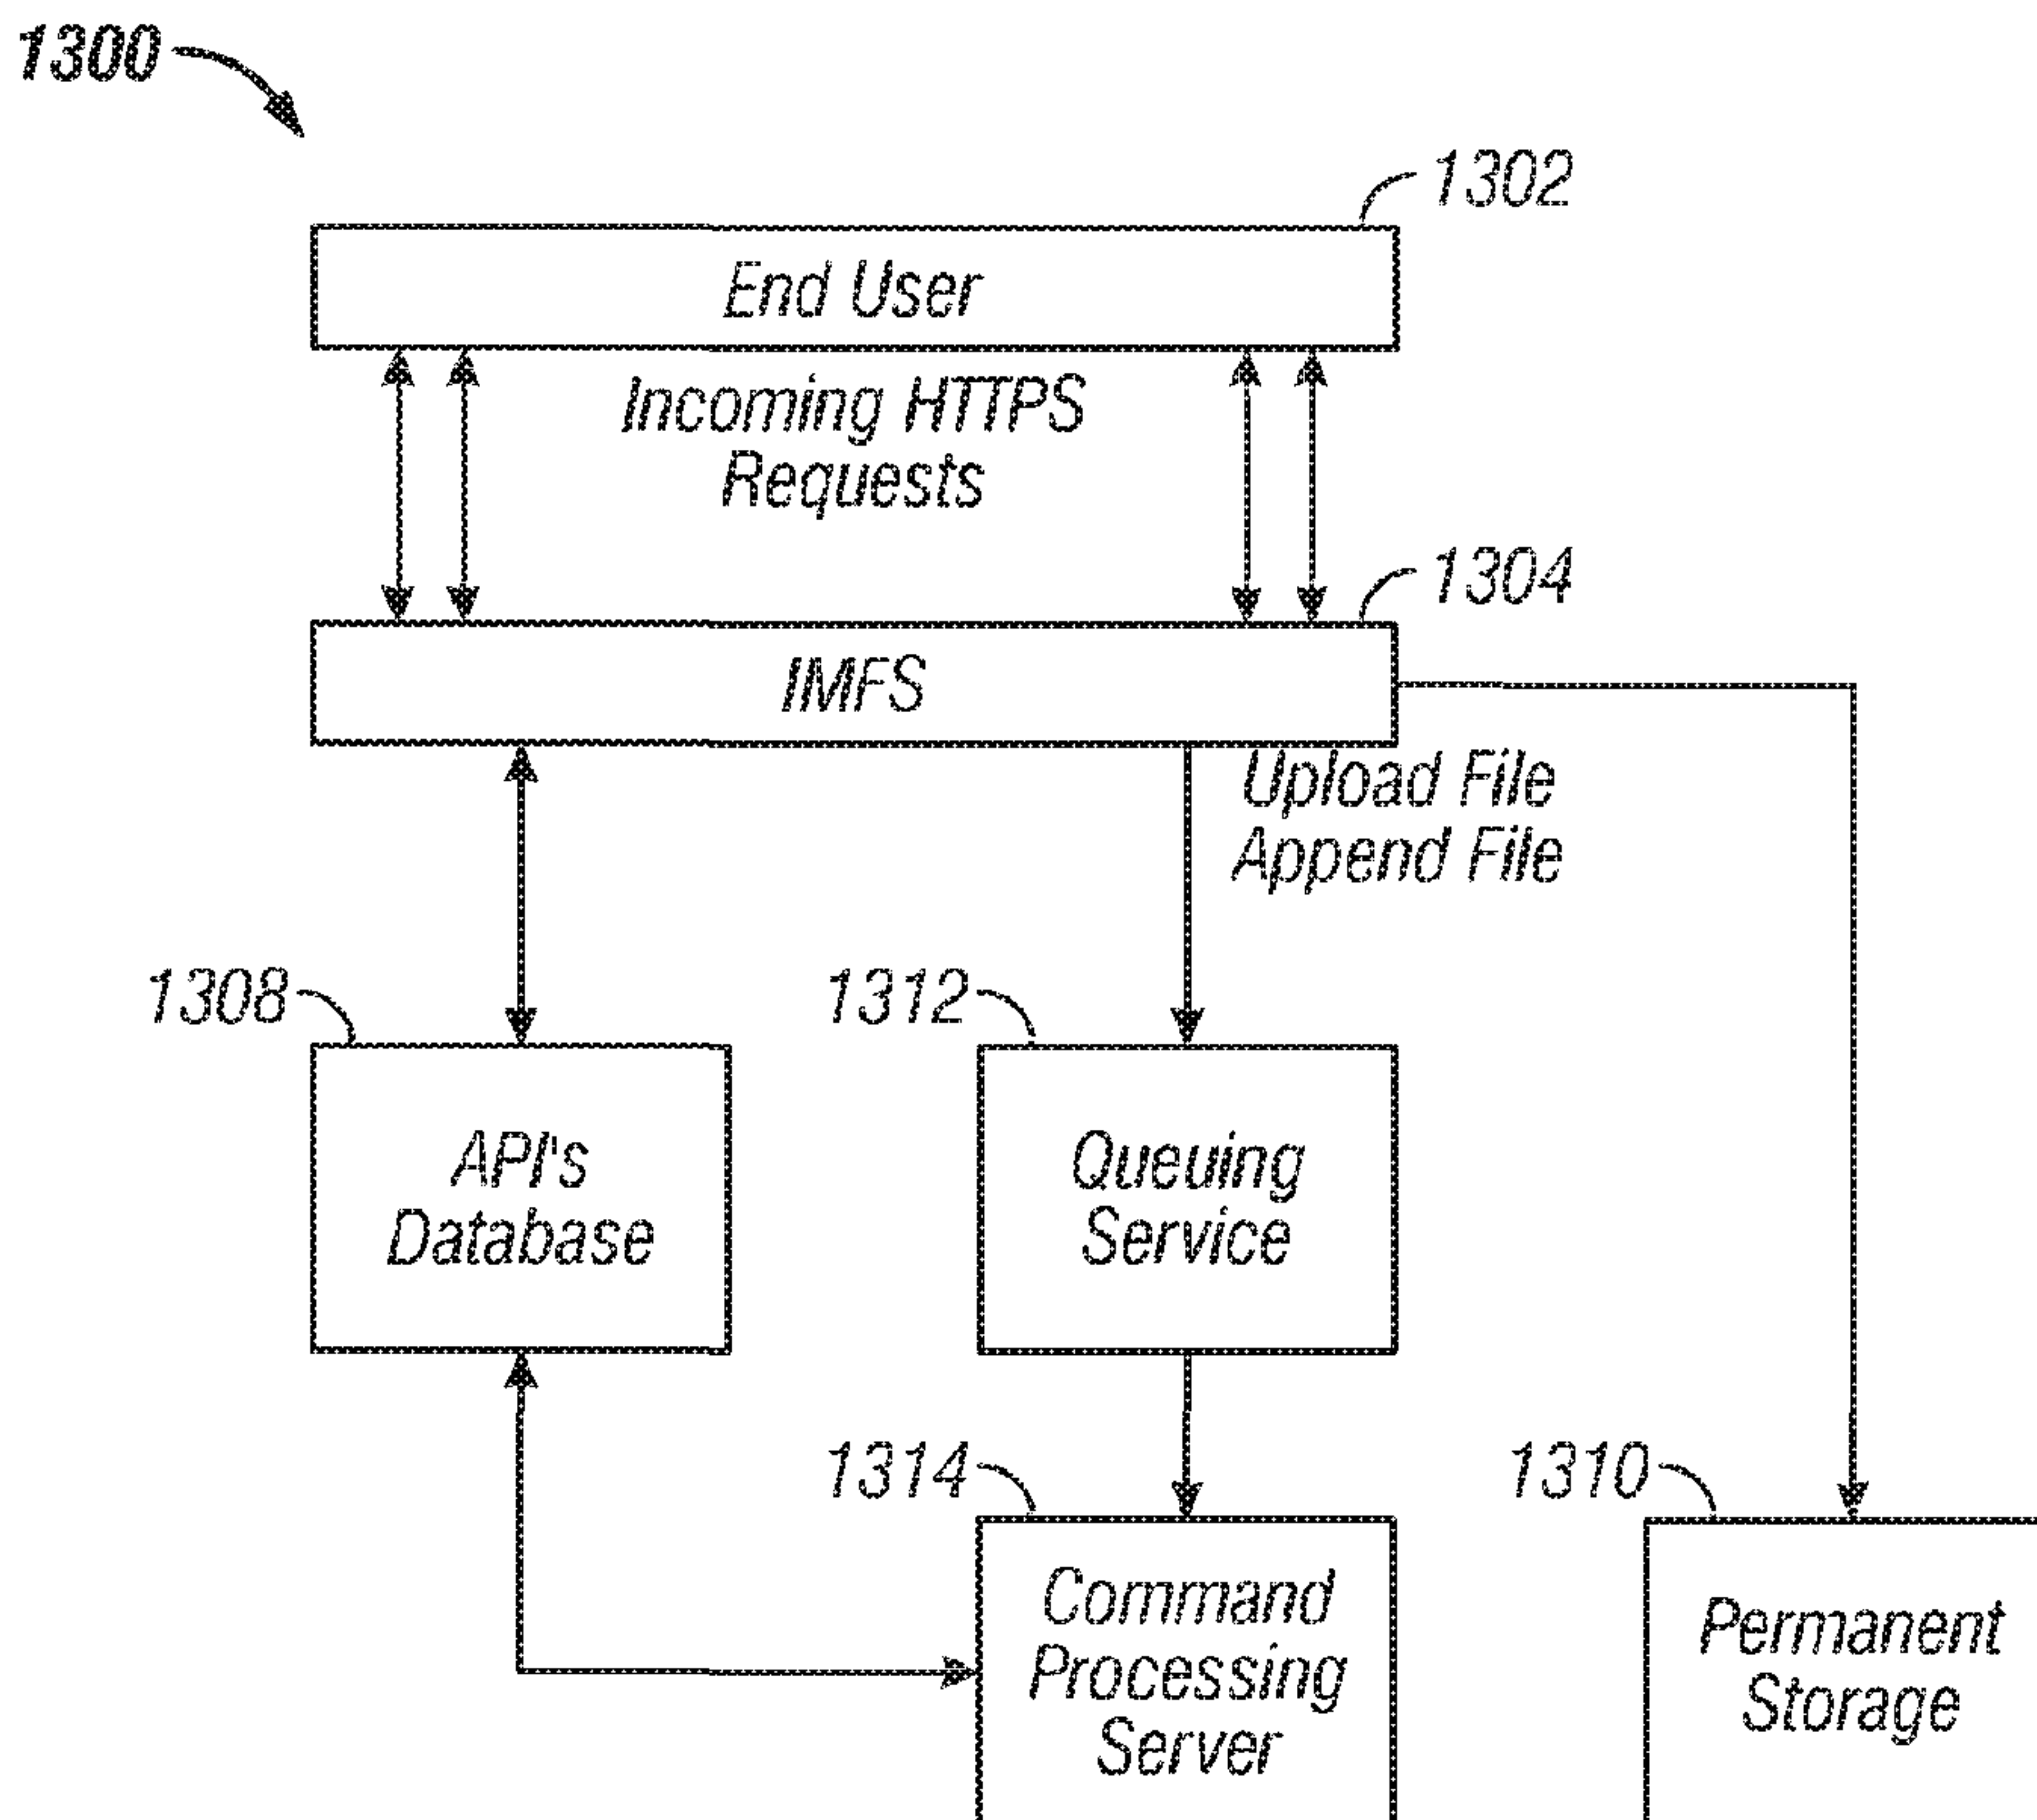 1300
1302
End User
Incoming HTTPS
Requests
1304
IMFS
Upload File
Append File
1308
1312
API's
Database
Queuing
Service
1314
1310
Command
Processing
Server
Permanent
Storage